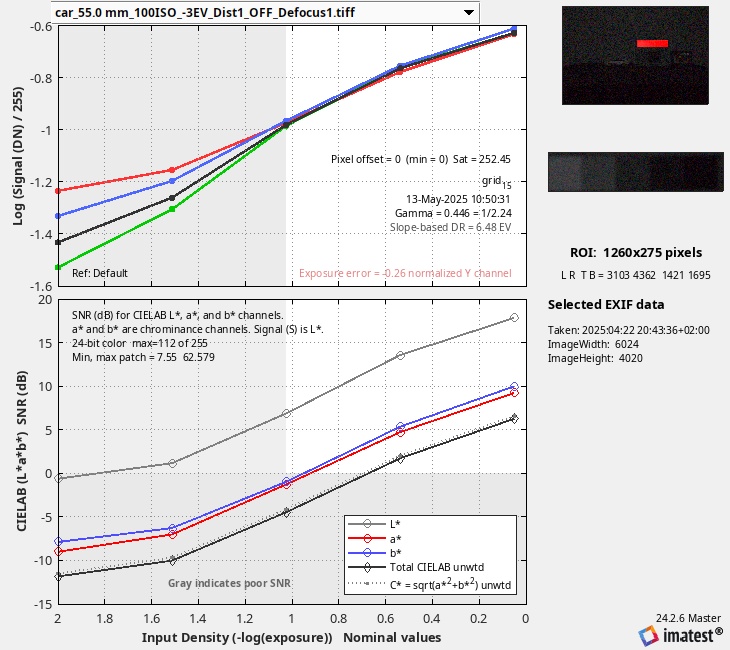 car_55.0 mm_100ISO_-3EV_Dist1_OFF_Defocus1.tiff
-0.6
-0.8
-1
-1.2
-1.4
-1.6
Log (Signal (DN) / 255)
Pixel offset = 0 (min = 0) Sat = 252.45
grid15
13-May-2025 10:50:31
Gamma = 0.446 = 1/2.24
Slope-based DR = 6.48 EV
Ref: Default
Exposure error = -0.26 normalized Y channel
ROI: 1260x275 pixels
L R T B = 3103 4362 1421 1695
Selected EXIF data
Taken: 2025:04:22 20:43:36+02:00
ImageWidth: 6024
ImageHeight: 4020
20
15
10
5
0
-5
-10
-15
CIELAB (L*a*b*) SNR (dB)
SNR (dB) for CIELAB L*, a*, and b* channels.
a* and b* are chrominance channels. Signal (S) is L*.
24-bit color max=112 of 255
Min, max patch = 7.55 62.579
L*
a*
b*
Total CIELAB unwtd
C* = sqrt(a*2+b*2) unwtd
Gray indicates poor SNR
2 1.8 1.6 1.4 1.2 1 0.8 0.6 0.4 0.2 0
Input Density (-log(exposure)) Nominal values
24.2.6 Master
imatest®